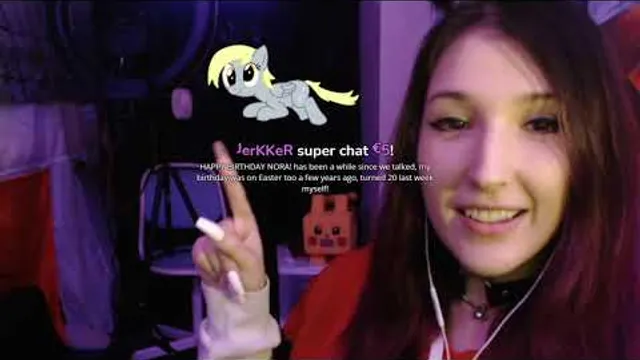 JerKKeR super chat €5!
HAPPY BIRTHDAY NORA! has been a while since we talked, my
birthday was on Easter too a few years ago, turned 20 last week
myself!